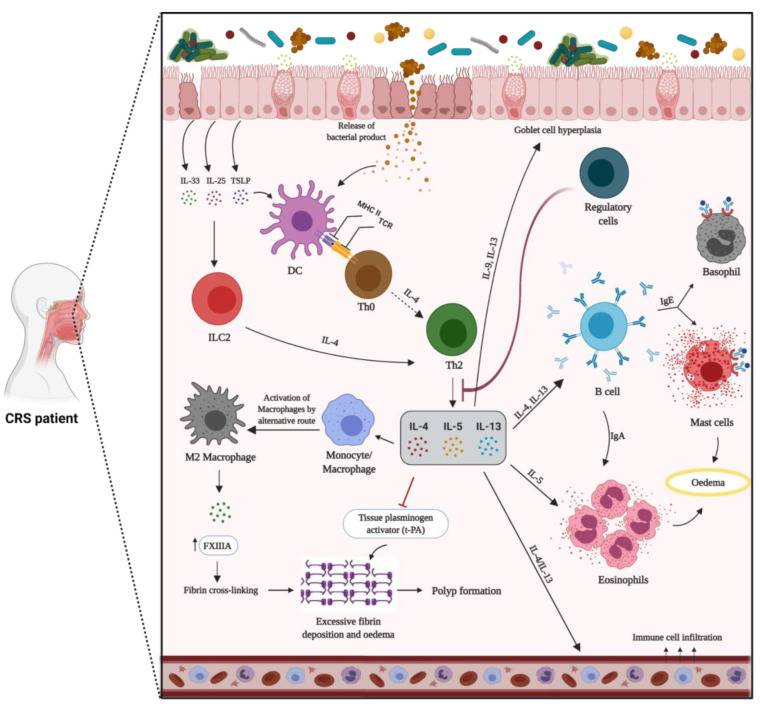 Release of
bacterial product
Goblet cell hyperplasia
IL-33 IL-25 TSLP
MHC II
TCR
DC
Th0
IL-4
ILC2
IL-4
Th2
IL-5, IL-13
Regulatory
cells
Basophil
IgE
B cell
Mast cells
CRS patient
Activation of
Macrophages by
alternative route
M2 Macrophage
Monocyte/
Macrophage
IL-4 IL-5 IL-13
IL-4, IL-13
IgA
IL-5
Oedema
Eosinophils
Tissue plasminogen
activator (t-PA)
FXIIIA
Fibrin cross-linking
Polyp formation
Excessive fibrin
deposition and oedema
IL-4/IL-13
Immune cell infiltration